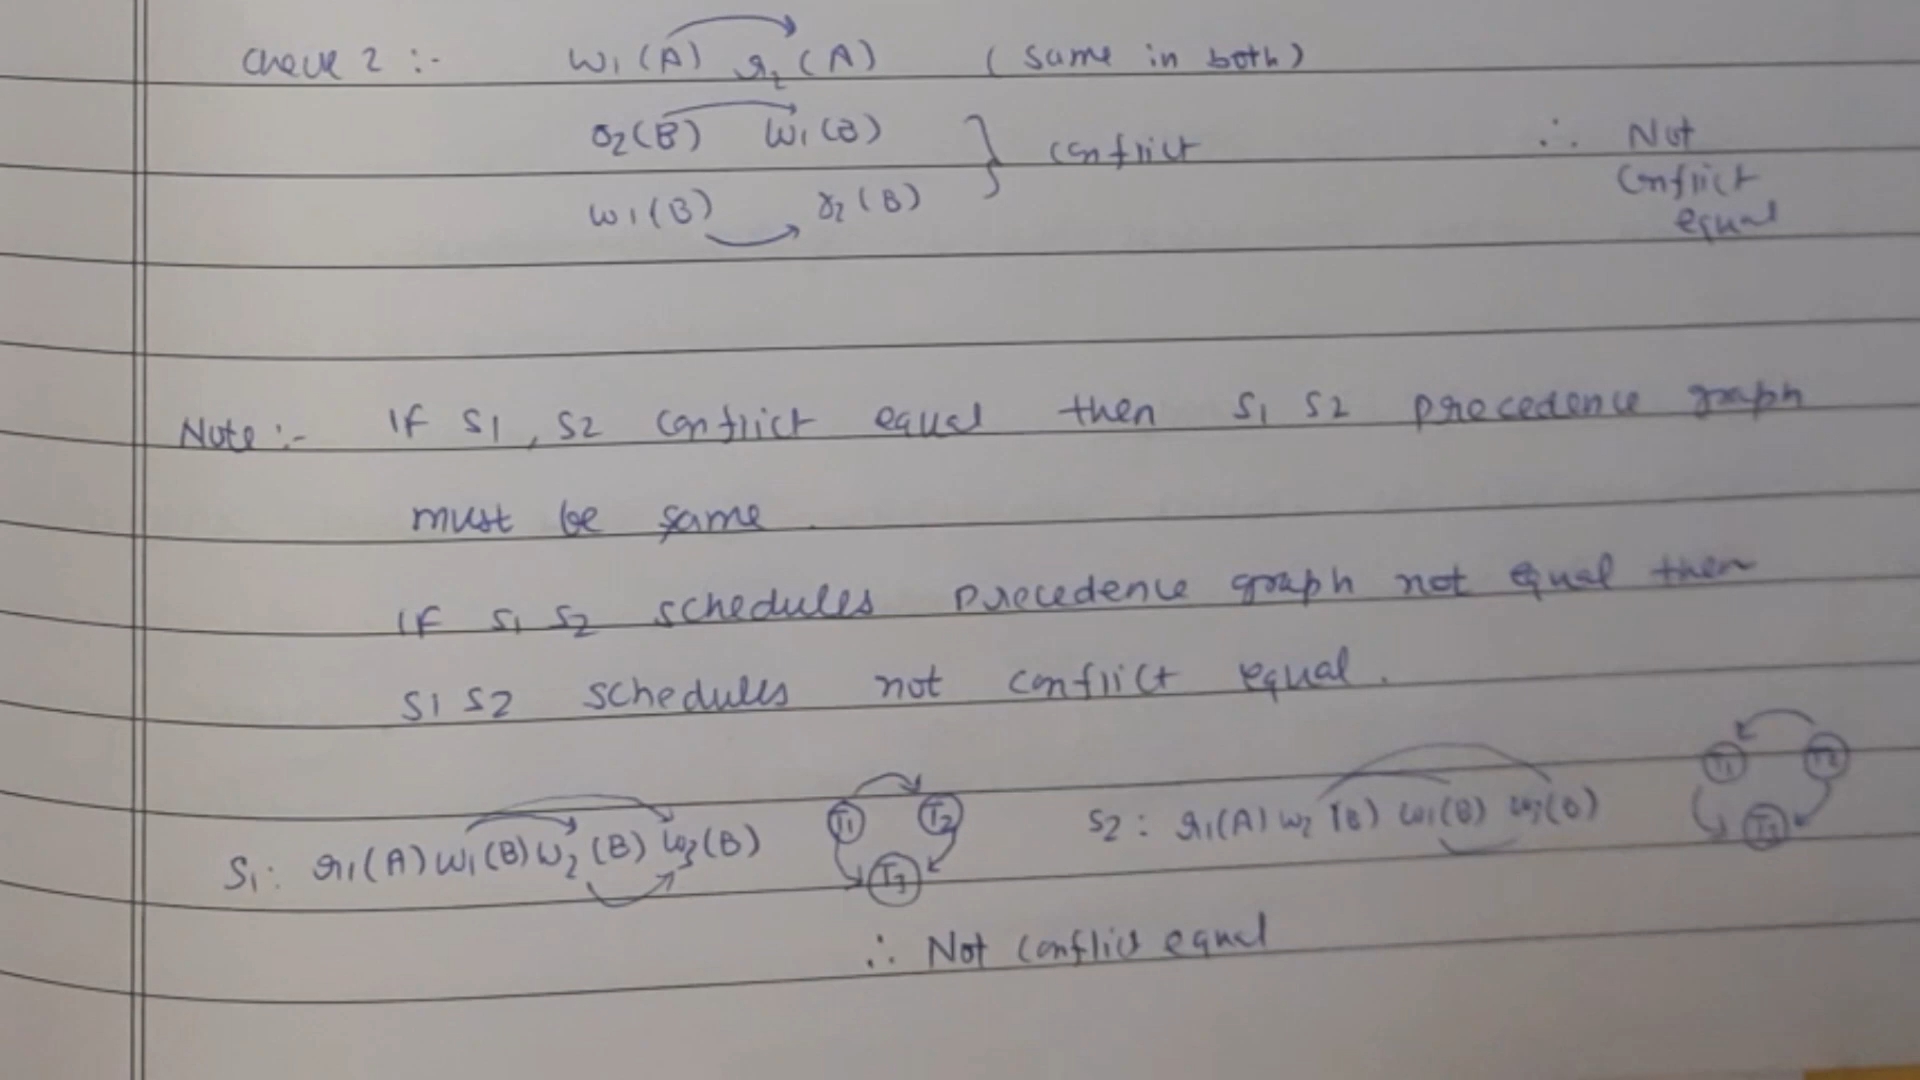 Check 2 :- W1(A) r2(A) (same in both)
r2(B) W1(B) } conflict ∴ Not
W1(B) r2(B) conflict
equal
Note :- If S1, S2 conflict equal then S1 S2 precedence graph
must be same.
If S1 S2 schedules precedence graph not equal then
S1 S2 schedules not conflict equal.
S1: r1(A) W1(B) W2(B) W3(B) T1 T2 S2: r1(A) W2(B) W1(B) W3(B) T1 T2
T3 T3
∴ Not conflict equal